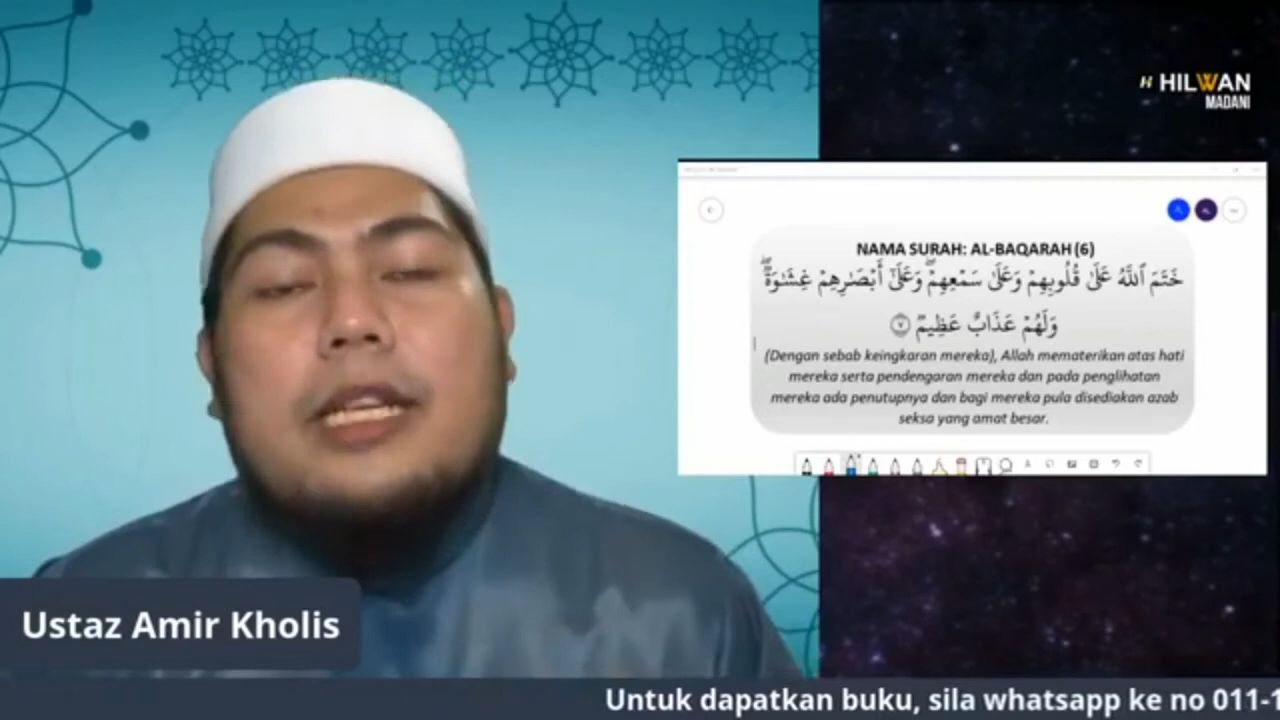 HILWAN
MADANI
NAMA SURAH: AL-BAQARAH (6)
خَتَمَ ٱللَّهُ عَلَىٰ قُلُوبِهِمْ وَعَلَىٰ سَمْعِهِمْ ۖ وَعَلَىٰٓ أَبْصَـٰرِهِمْ غِشَـٰوَةٌ ۖ
وَلَهُمْ عَذَابٌ عَظِيمٌ ٧
(Dengan sebab keingkaran mereka), Allah mematerikan atas hati
mereka serta pendengaran mereka dan pada penglihatan
mereka ada penutupnya dan bagi mereka pula disediakan azab
seksa yang amat besar.
Ustaz Amir Kholis
Untuk dapatkan buku, sila whatsapp ke no 011-1